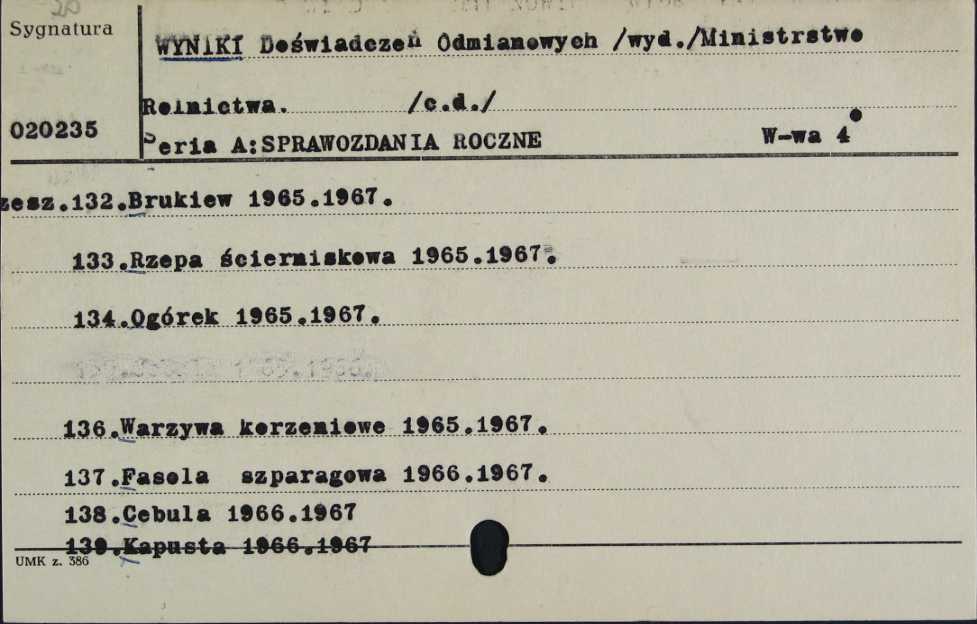 Sygnatura
WYNIKI Doświadczeń Odmianowych /wyd./Ministrstwo
Rolnictwa. /c.d./
020235
Seria A:SPRAWOZDANIA ROCZNE W-wa 4
zesz.132.Brukiew 1965.1967.
133.Rzepa ścierniskowa 1965.1967.
134.Ogórek 1965.1967.
136.Warzywa korzeniowe 1965.1967.
137.Fasola szparagowa 1966.1967.
138.Cebula 1966.1967
139.Kapusta 1966.1967
UMK z. 386